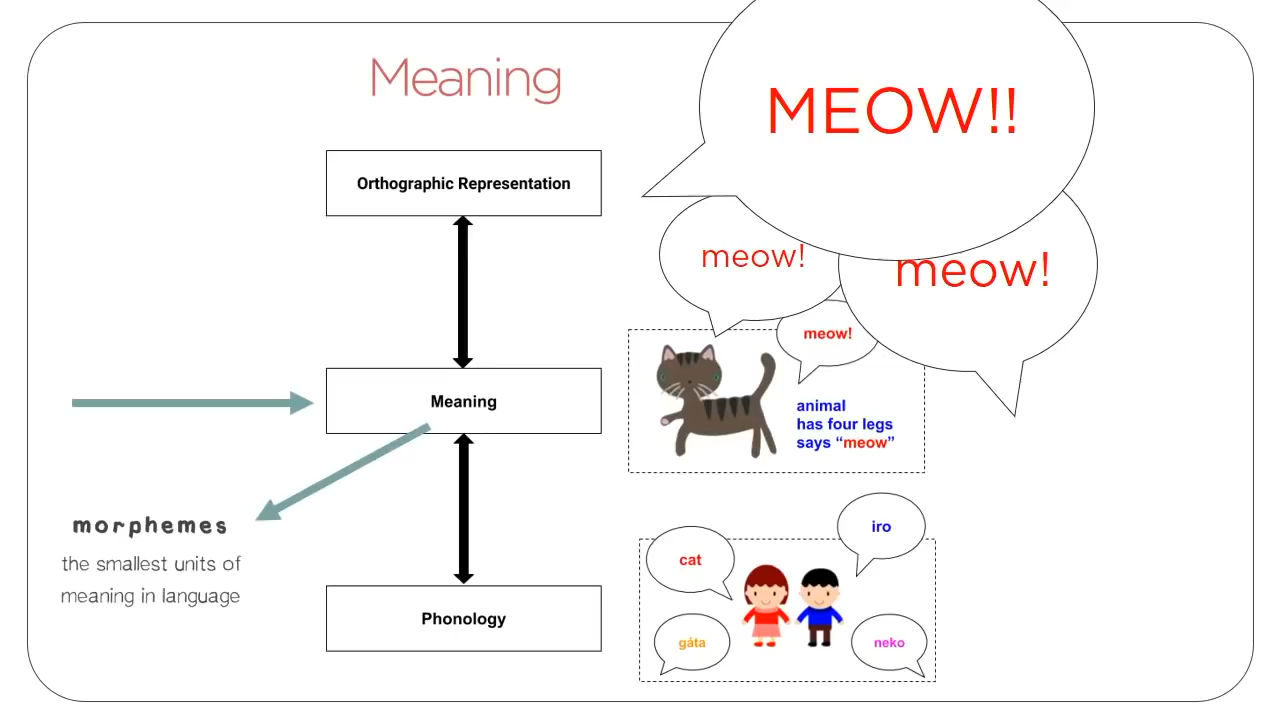 Meaning
MEOW!!
Orthographic Representation
meow!
meow!
meow!
Meaning
animal
has four legs
says “meow”
morphemes
the smallest units of
meaning in language
iro
cat
Phonology
gáta
neko